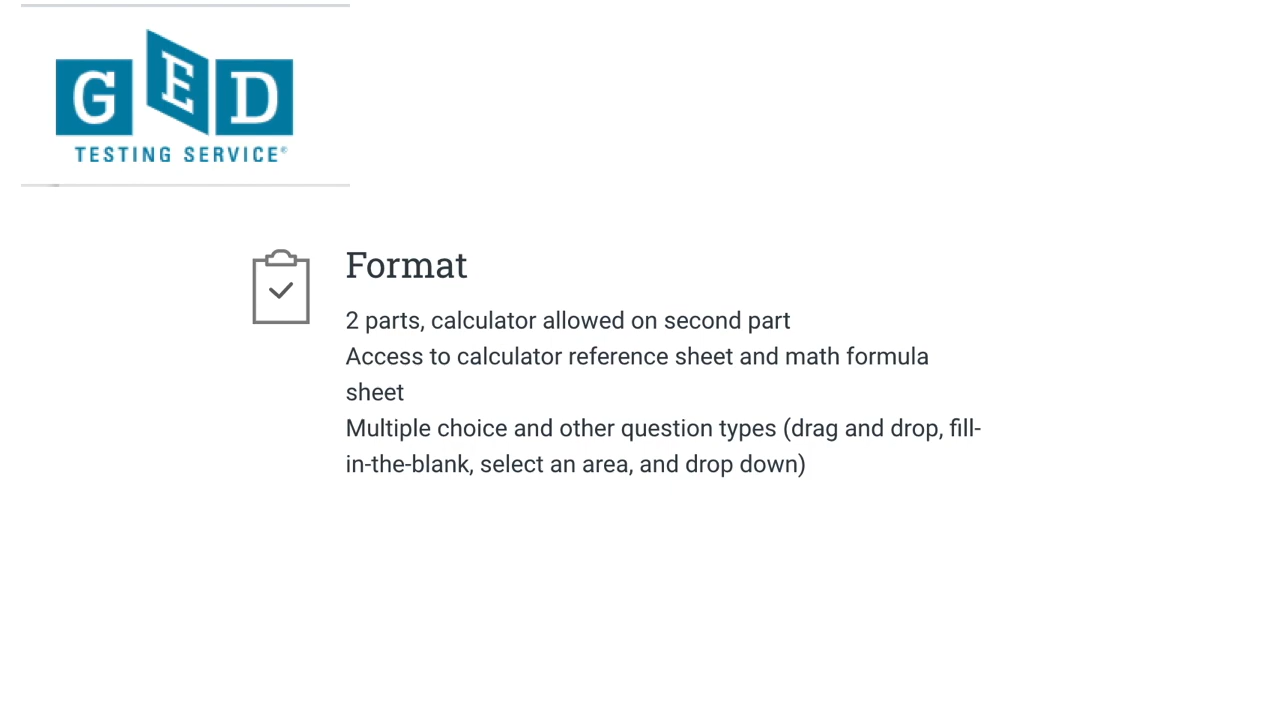 GED
TESTING SERVICE®
Format
2 parts, calculator allowed on second part
Access to calculator reference sheet and math formula
sheet
Multiple choice and other question types (drag and drop, fill-
in-the-blank, select an area, and drop down)